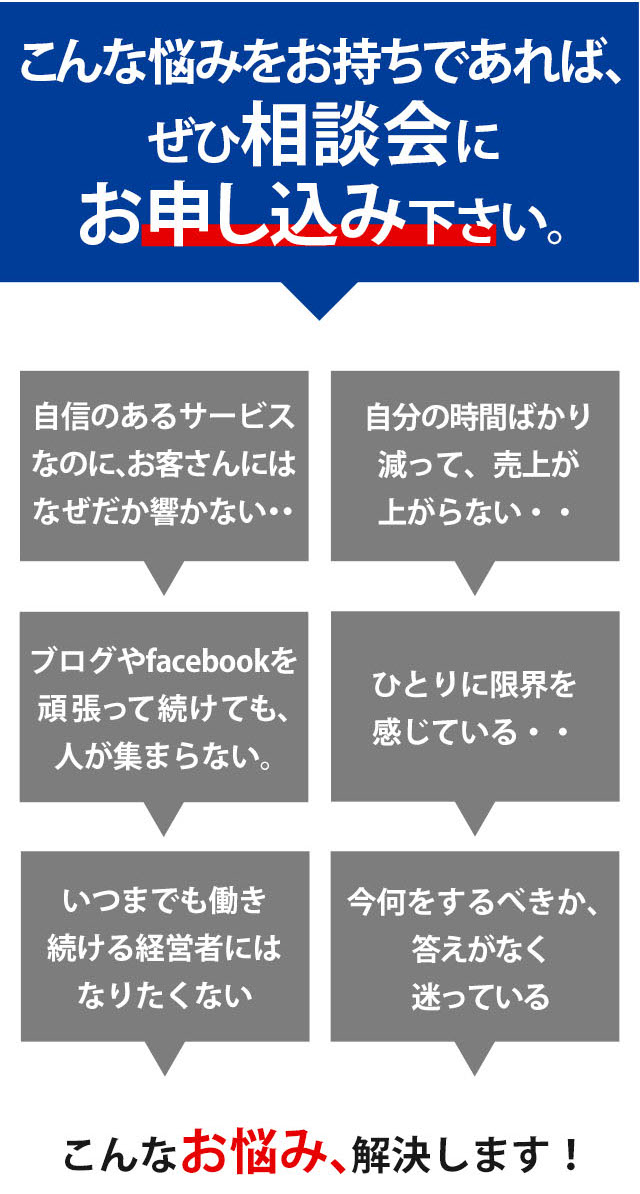 こんな悩みをお持ちであれば、
ぜひ相談会に
お申し込み下さい。
自信のあるサービス
なのに、お客さんには
なぜだか響かない・・
自分の時間ばかり
減って、売上が
上がらない・・
ブログやfacebookを
頑張って続けても、
人が集まらない。
ひとりに限界を
感じている・・
いつまでも働き
続ける経営者には
なりたくない
今何をするべきか、
答えがなく
迷っている
こんなお悩み、解決します！